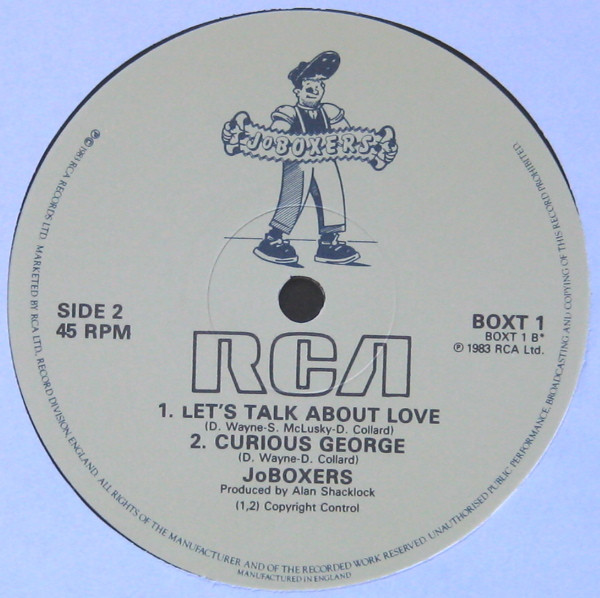 JoBOXERS
SIDE 2
45 RPM
BOXT 1
BOXT 1 B*
℗ 1983 RCA Ltd.
RCA
1. LET'S TALK ABOUT LOVE
(D. Wayne-S. McLusky-D. Collard)
2. CURIOUS GEORGE
(D. Wayne-D. Collard)
JoBOXERS
Produced by Alan Shacklock
(1,2) Copyright Control
℗ © 1983 RCA RECORDS LTD. MARKETED BY RCA LTD., RECORD DIVISION, ENGLAND. ALL RIGHTS OF THE MANUFACTURER AND OF THE RECORDED WORK RESERVED. UNAUTHORISED PUBLIC PERFORMANCE, BROADCASTING AND COPYING OF THIS RECORD PROHIBITED.
MANUFACTURED IN ENGLAND